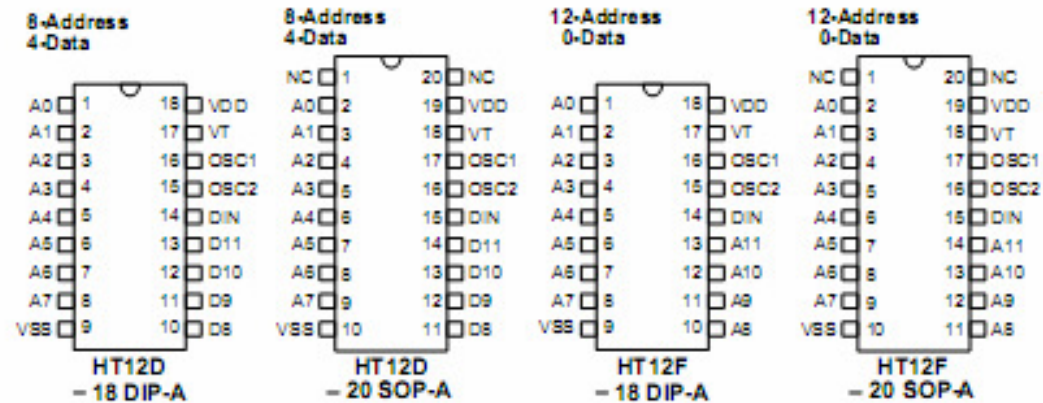 8-Address
4-Data
8-Address
4-Data
12-Address
0-Data
12-Address
0-Data
A0 1 18 VDD
A1 2 17 VT
A2 3 16 OSC1
A3 4 15 OSC2
A4 5 14 DIN
A5 6 13 D11
A6 7 12 D10
A7 8 11 D9
VSS 9 10 D8
HT12D
– 18 DIP-A
NC 1 20 NC
A0 2 19 VDD
A1 3 18 VT
A2 4 17 OSC1
A3 5 16 OSC2
A4 6 15 DIN
A5 7 14 D11
A6 8 13 D10
A7 9 12 D9
VSS 10 11 D8
HT12D
– 20 SOP-A
A0 1 18 VDD
A1 2 17 VT
A2 3 16 OSC1
A3 4 15 OSC2
A4 5 14 DIN
A5 6 13 A11
A6 7 12 A10
A7 8 11 A9
VSS 9 10 A8
HT12F
– 18 DIP-A
NC 1 20 NC
A0 2 19 VDD
A1 3 18 VT
A2 4 17 OSC1
A3 5 16 OSC2
A4 6 15 DIN
A5 7 14 A11
A6 8 13 A10
A7 9 12 A9
VSS 10 11 A8
HT12F
– 20 SOP-A